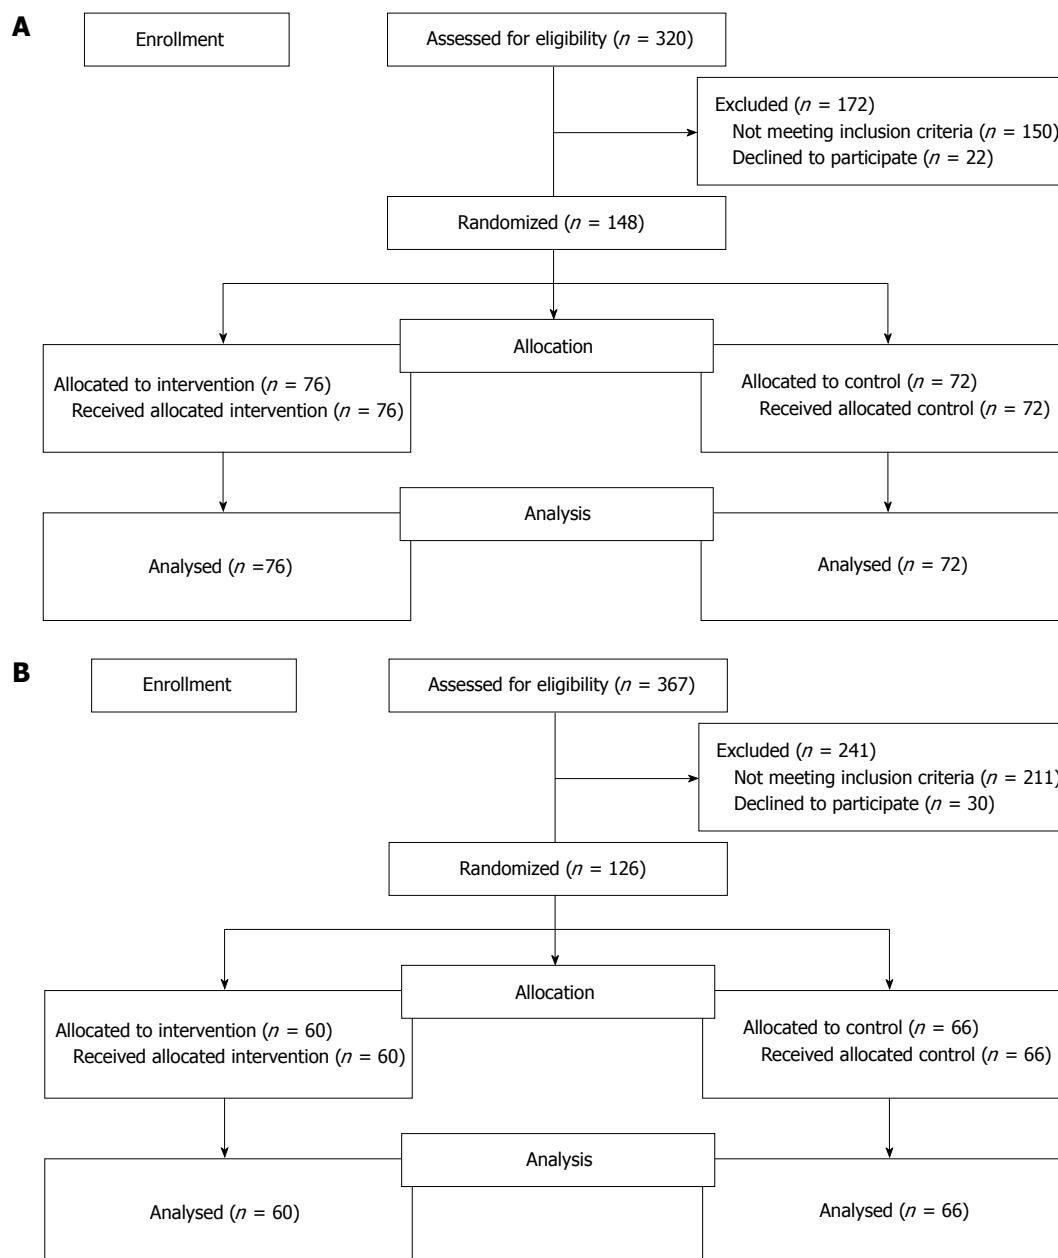 A
Enrollment
Assessed for eligibility (n = 320)
Excluded (n = 172)
Not meeting inclusion criteria (n = 150)
Declined to participate (n = 22)
Randomized (n = 148)
Allocation
Allocated to intervention (n = 76)
Received allocated intervention (n = 76)
Allocated to control (n = 72)
Received allocated control (n = 72)
Analysis
Analysed (n =76)
Analysed (n = 72)
B
Enrollment
Assessed for eligibility (n = 367)
Excluded (n = 241)
Not meeting inclusion criteria (n = 211)
Declined to participate (n = 30)
Randomized (n = 126)
Allocation
Allocated to intervention (n = 60)
Received allocated intervention (n = 60)
Allocated to control (n = 66)
Received allocated control (n = 66)
Analysis
Analysed (n = 60)
Analysed (n = 66)